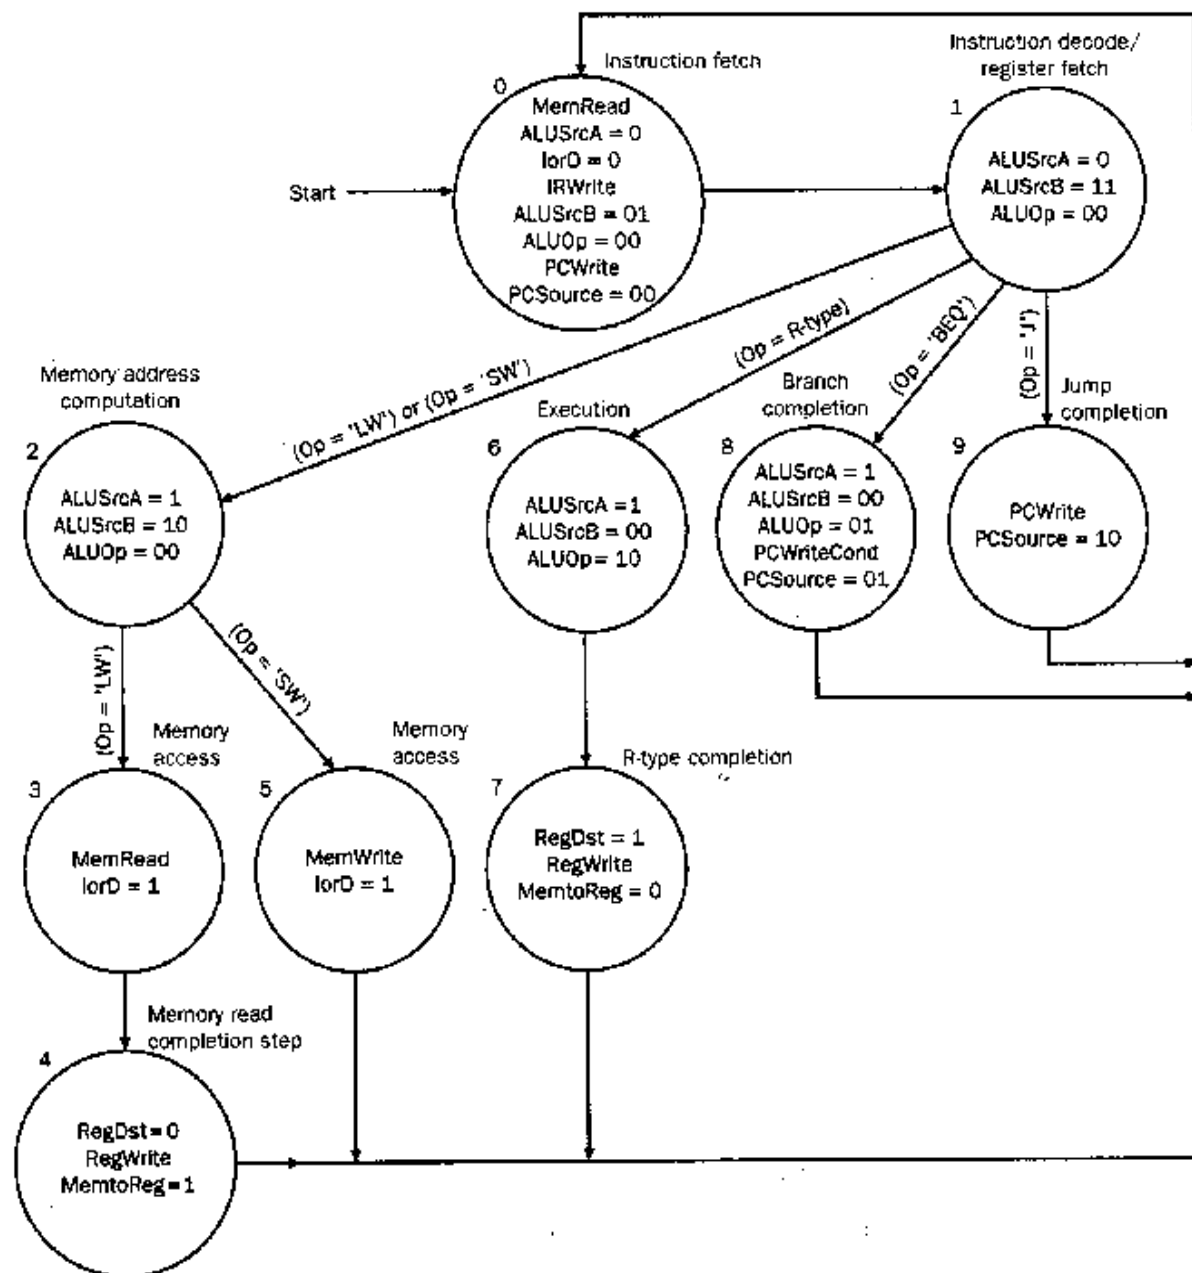 Instruction fetch
0
MemRead
ALUSrcA = 0
IorD = 0
IRWrite
ALUSrcB = 01
ALUOp = 00
PCWrite
PCSource = 00
Start
Instruction decode/
register fetch
1
ALUSrcA = 0
ALUSrcB = 11
ALUOp = 00
(Op = 'LW') or (Op = 'SW')
(Op = R-type)
(Op = 'BEQ')
(Op = 'J')
Memory address
computation
2
ALUSrcA = 1
ALUSrcB = 10
ALUOp = 00
Execution
6
ALUSrcA = 1
ALUSrcB = 00
ALUOp = 10
Branch
completion
8
ALUSrcA = 1
ALUSrcB = 00
ALUOp = 01
PCWriteCond
PCSource = 01
Jump
completion
9
PCWrite
PCSource = 10
(Op = 'LW')
(Op = 'SW')
Memory
access
3
MemRead
IorD = 1
Memory
access
5
MemWrite
IorD = 1
R-type completion
7
RegDst = 1
RegWrite
MemtoReg = 0
Memory read
completion step
4
RegDst = 0
RegWrite
MemtoReg = 1